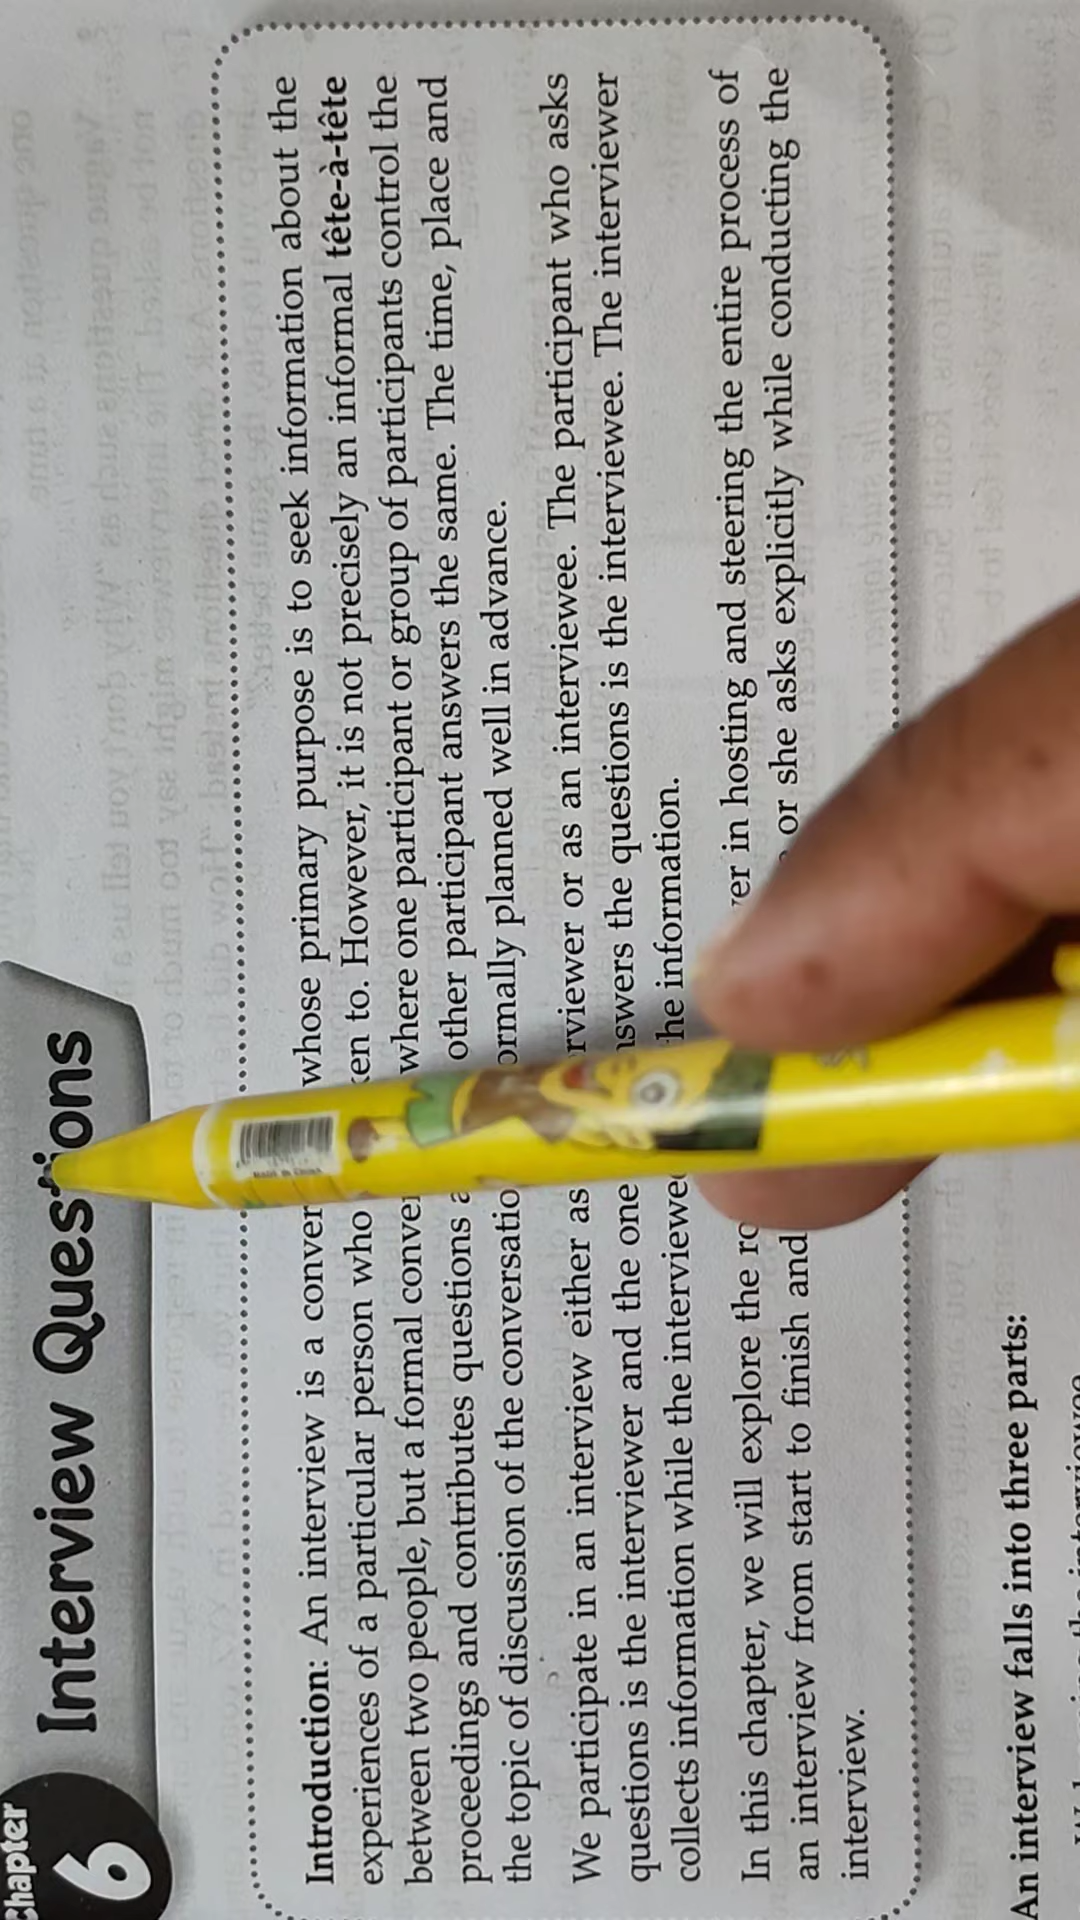 Chapter
6
Interview Questions
Introduction: An interview is a conver whose primary purpose is to seek information about the
experiences of a particular person who ken to. However, it is not precisely an informal tête-à-tête
between two people, but a formal conver where one participant or group of participants control the
proceedings and contributes questions a other participant answers the same. The time, place and
the topic of discussion of the conversatio ormally planned well in advance.
We participate in an interview either as rviewer or as an interviewee. The participant who asks
questions is the interviewer and the one nswers the questions is the interviewee. The interviewer
collects information while the interviewe the information.
In this chapter, we will explore the ro er in hosting and steering the entire process of
an interview from start to finish and or she asks explicitly while conducting the
interview.
An interview falls into three parts:
MADE IN CHINA